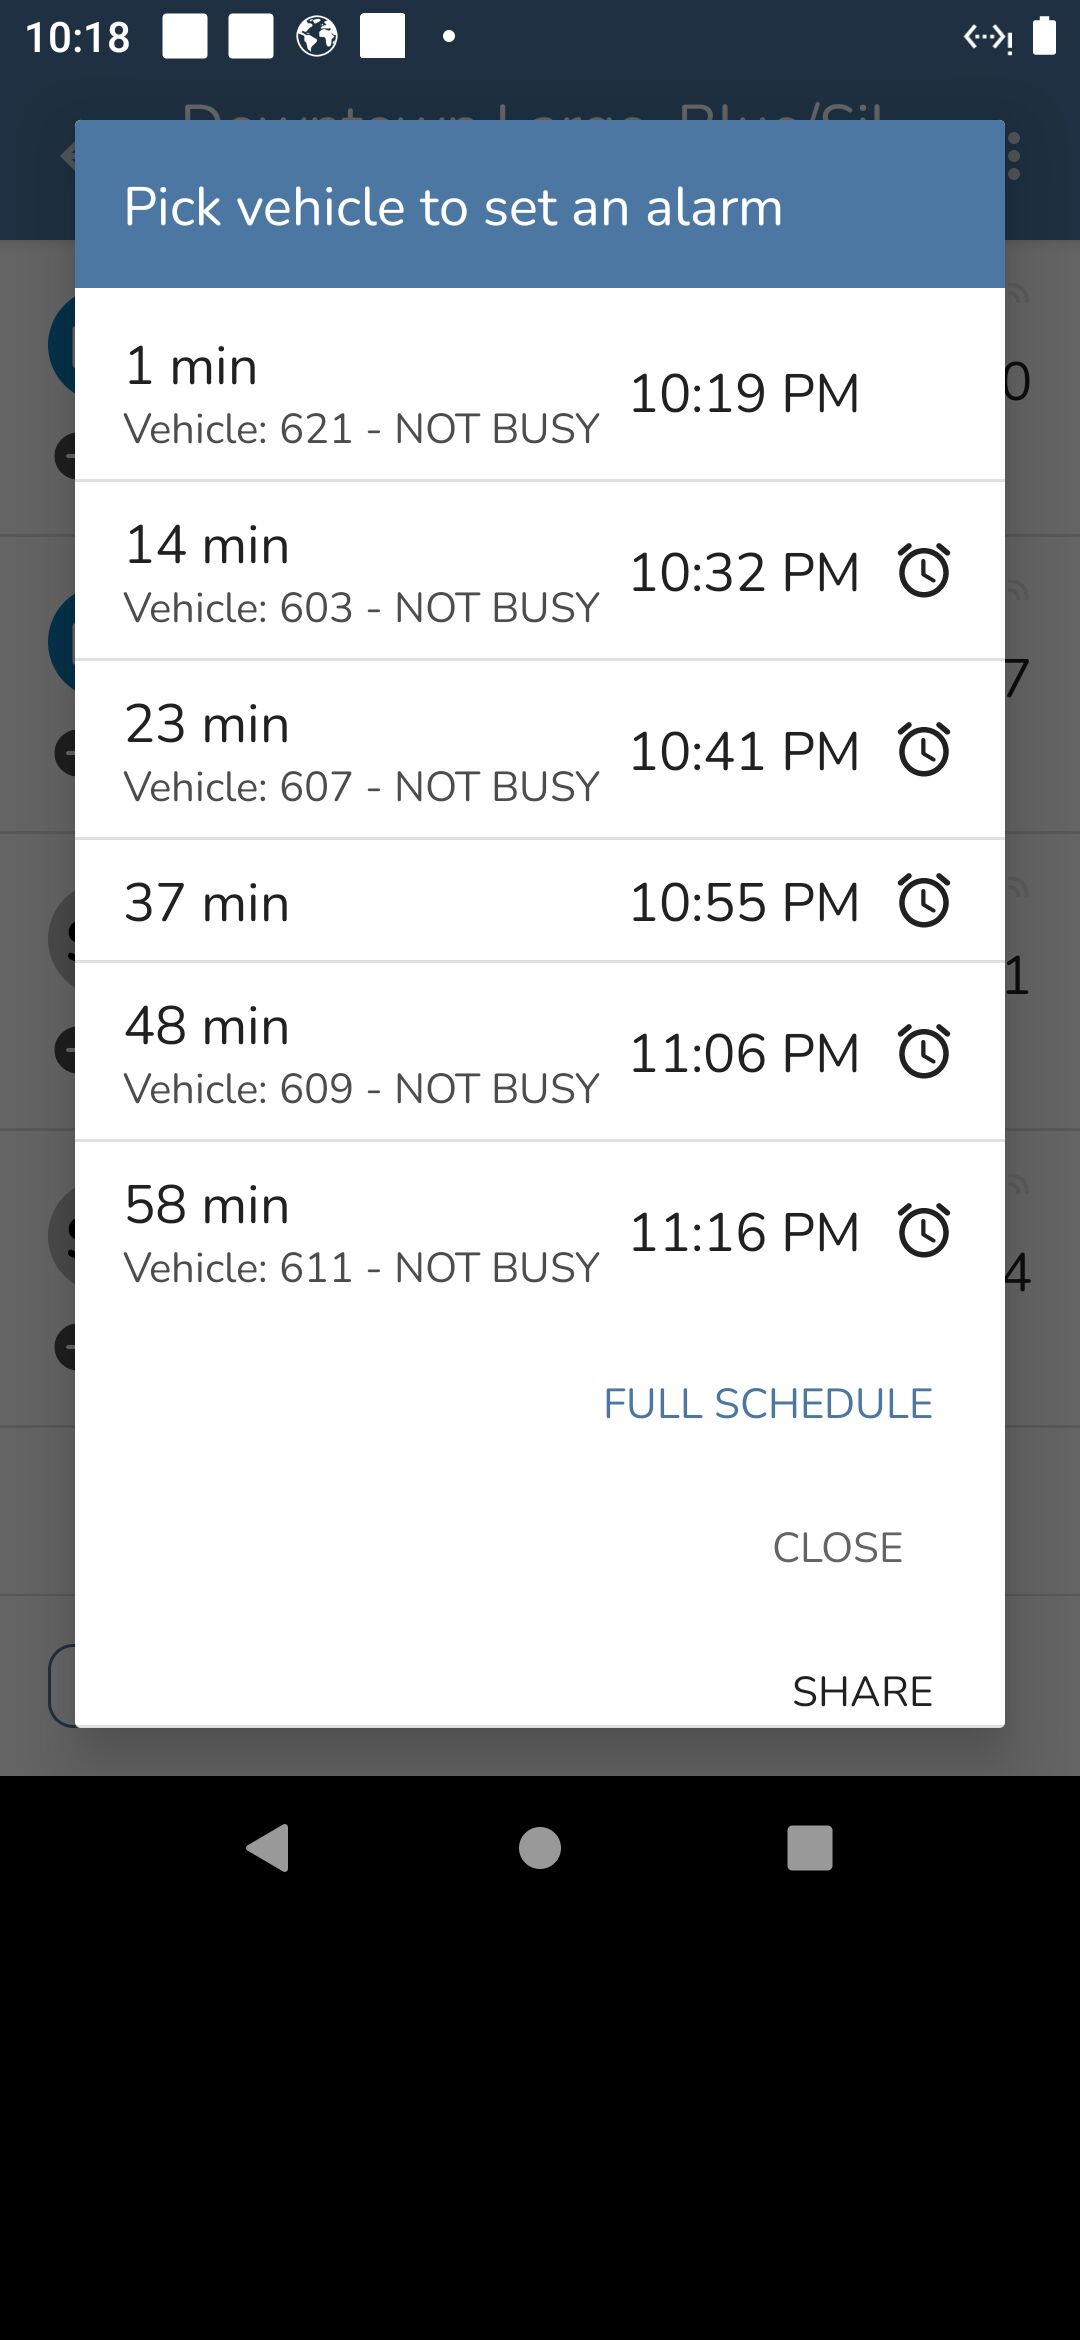 10:18
Pick vehicle to set an alarm
1 min
Vehicle: 621 - NOT BUSY
10:19 PM
14 min
Vehicle: 603 - NOT BUSY
10:32 PM
23 min
Vehicle: 607 - NOT BUSY
10:41 PM
37 min
10:55 PM
48 min
Vehicle: 609 - NOT BUSY
11:06 PM
58 min
Vehicle: 611 - NOT BUSY
11:16 PM
FULL SCHEDULE
CLOSE
SHARE